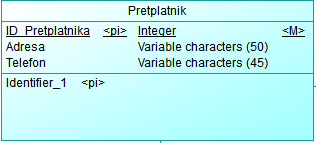 Pretplatnik
ID_Pretplatnika <pi> Integer <M>
Adresa Variable characters (50)
Telefon Variable characters (45)
Identifier_1 <pi>